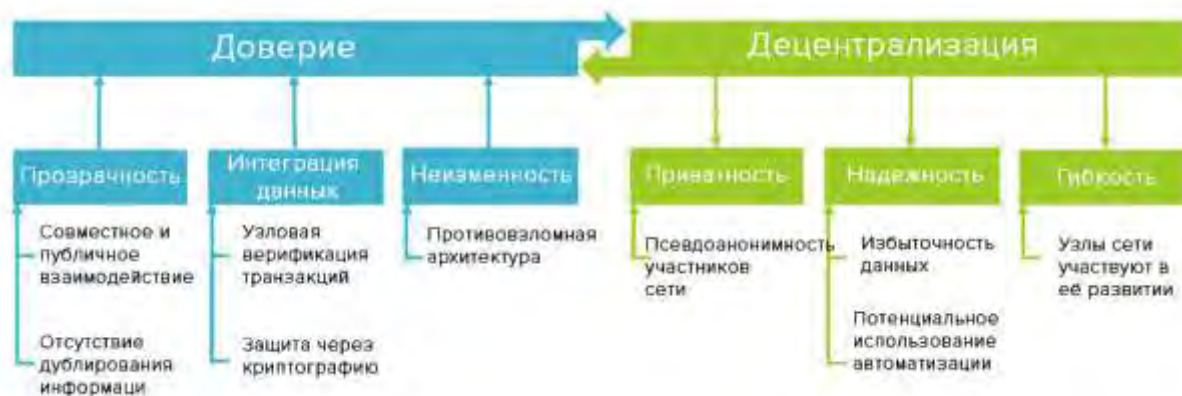 Доверие
Децентрализация
Прозрачность
Интеграция
данных
Неизменность
Приватность
Надежность
Гибкость
Совместное и
публичное
взаимодействие
Отсутствие
дублирования
информаци
Узловая
верификация
транзакций
Защита через
криптографию
Противовзломная
архитектура
Псевдоанонимность
участников
сети
Избыточность
данных
Потенциальное
использование
автоматизации
Узлы сети
участвуют в
её развитии